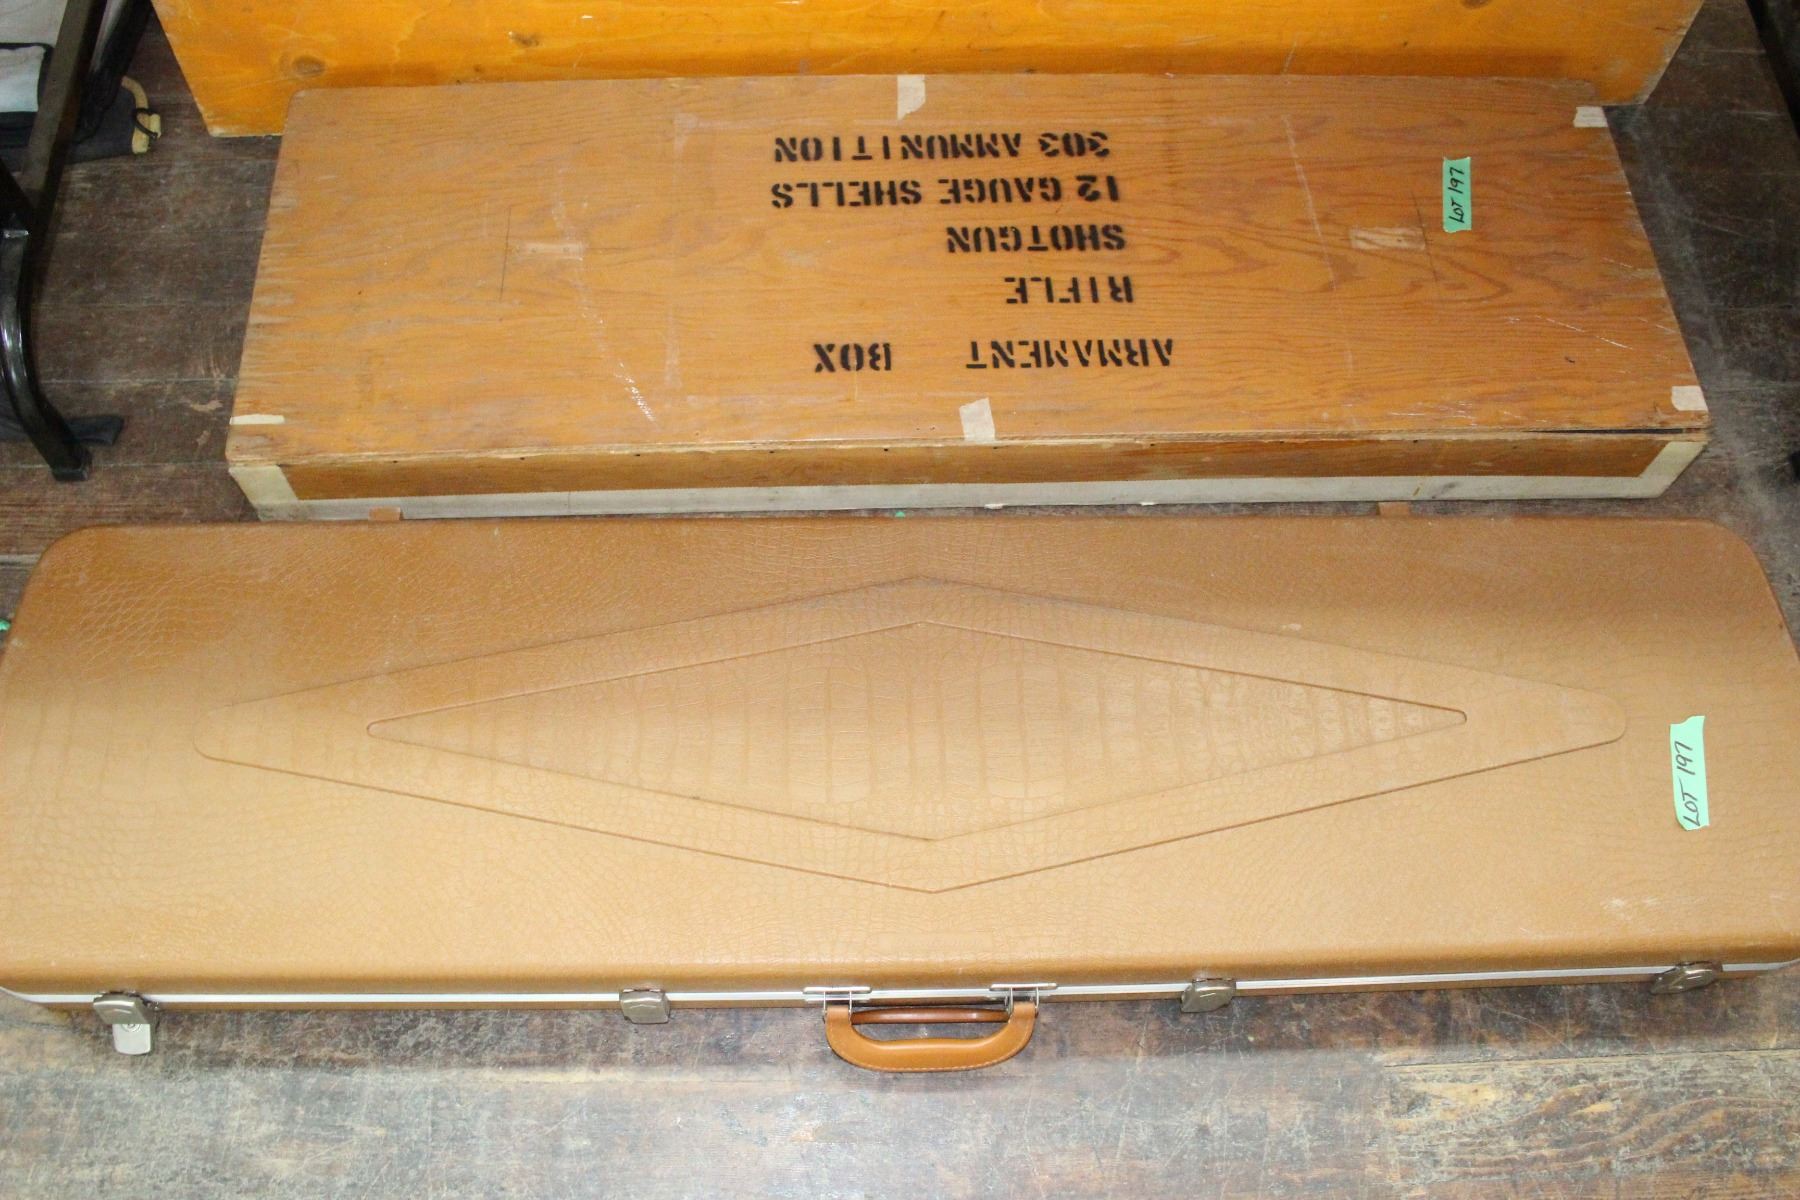 ARMAMENT BOX
RIFLE
SHOTGUN
12 GAUGE SHELLS
303 AMMUNITION
LOT 197
LOT 197